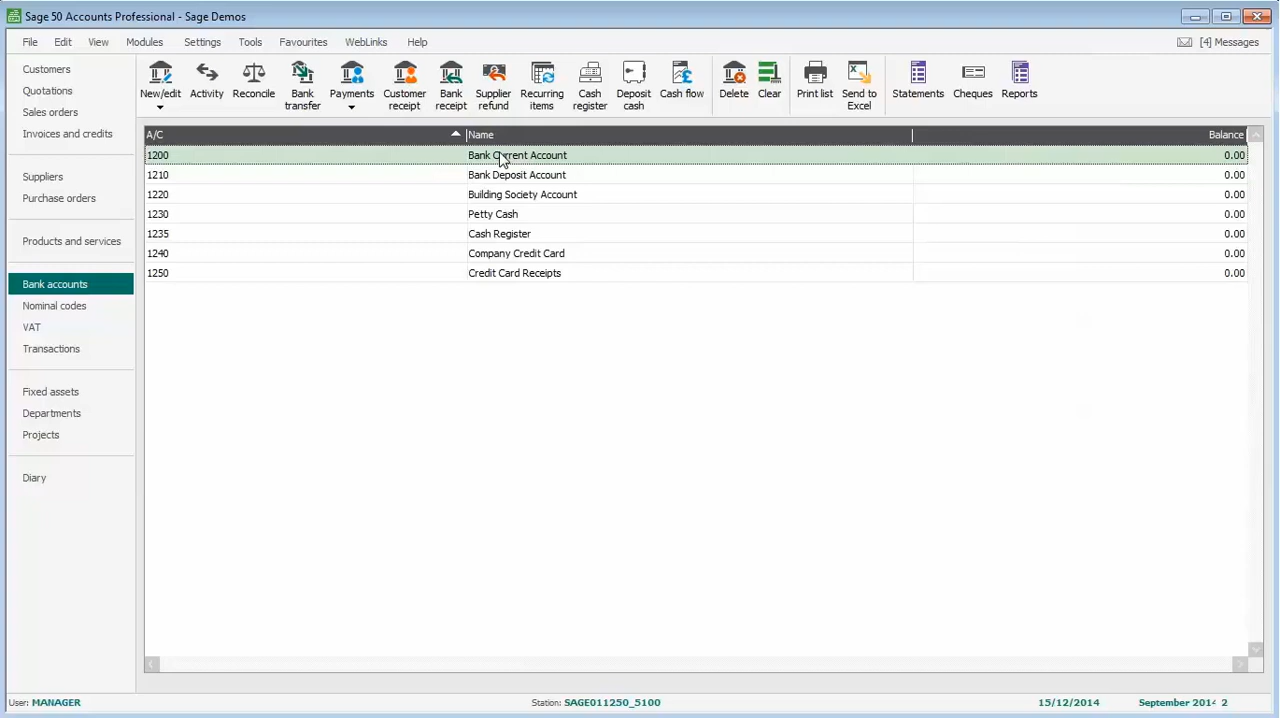 Sage 50 Accounts Professional - Sage Demos
File Edit View Modules Settings Tools Favourites WebLinks Help [4] Messages
Customers
Quotations
Sales orders
Invoices and credits
Suppliers
Purchase orders
Products and services
Bank accounts
Nominal codes
VAT
Transactions
Fixed assets
Departments
Projects
Diary
New/edit Activity Reconcile Bank transfer Payments Customer receipt Bank receipt Supplier refund Recurring items Cash register Deposit cash Cash flow Delete Clear Print list Send to Excel Statements Cheques Reports
A/C Name Balance
1200 Bank Current Account 0.00
1210 Bank Deposit Account 0.00
1220 Building Society Account 0.00
1230 Petty Cash 0.00
1235 Cash Register 0.00
1240 Company Credit Card 0.00
1250 Credit Card Receipts 0.00
User: MANAGER Station: SAGE011250_5100 15/12/2014 September 2014 2